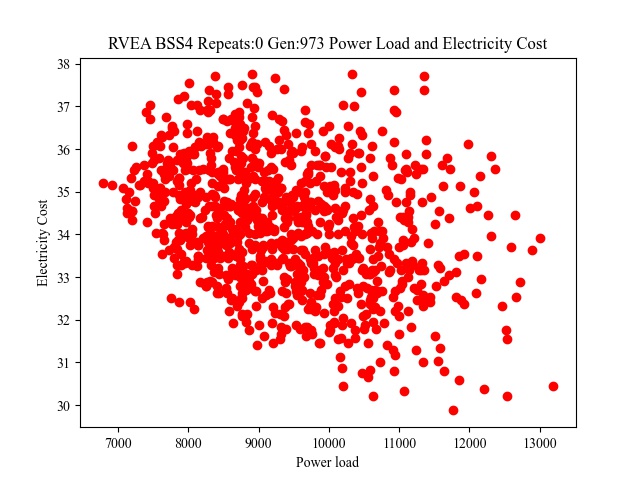 RVEA BSS4 Repeats:0 Gen:973 Power Load and Electricity Cost
38
37
36
35
34
33
32
31
30
Electricity Cost
7000 8000 9000 10000 11000 12000 13000
Power load